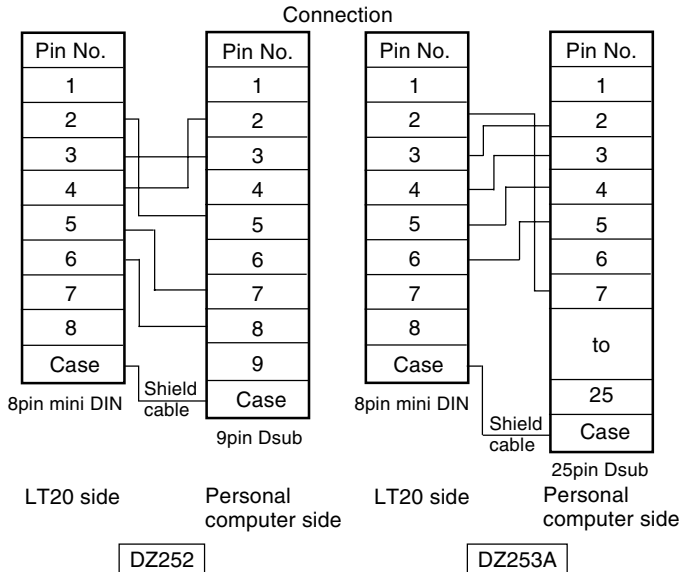 Connection
Pin No.
1
2
3
4
5
6
7
8
Case
8pin mini DIN
LT20 side
Shield
cable
Pin No.
1
2
3
4
5
6
7
8
9
Case
9pin Dsub
Personal
computer side
DZ252
Pin No.
1
2
3
4
5
6
7
8
Case
8pin mini DIN
LT20 side
Shield
cable
Pin No.
1
2
3
4
5
6
7
to
25
Case
25pin Dsub
Personal
computer side
DZ253A